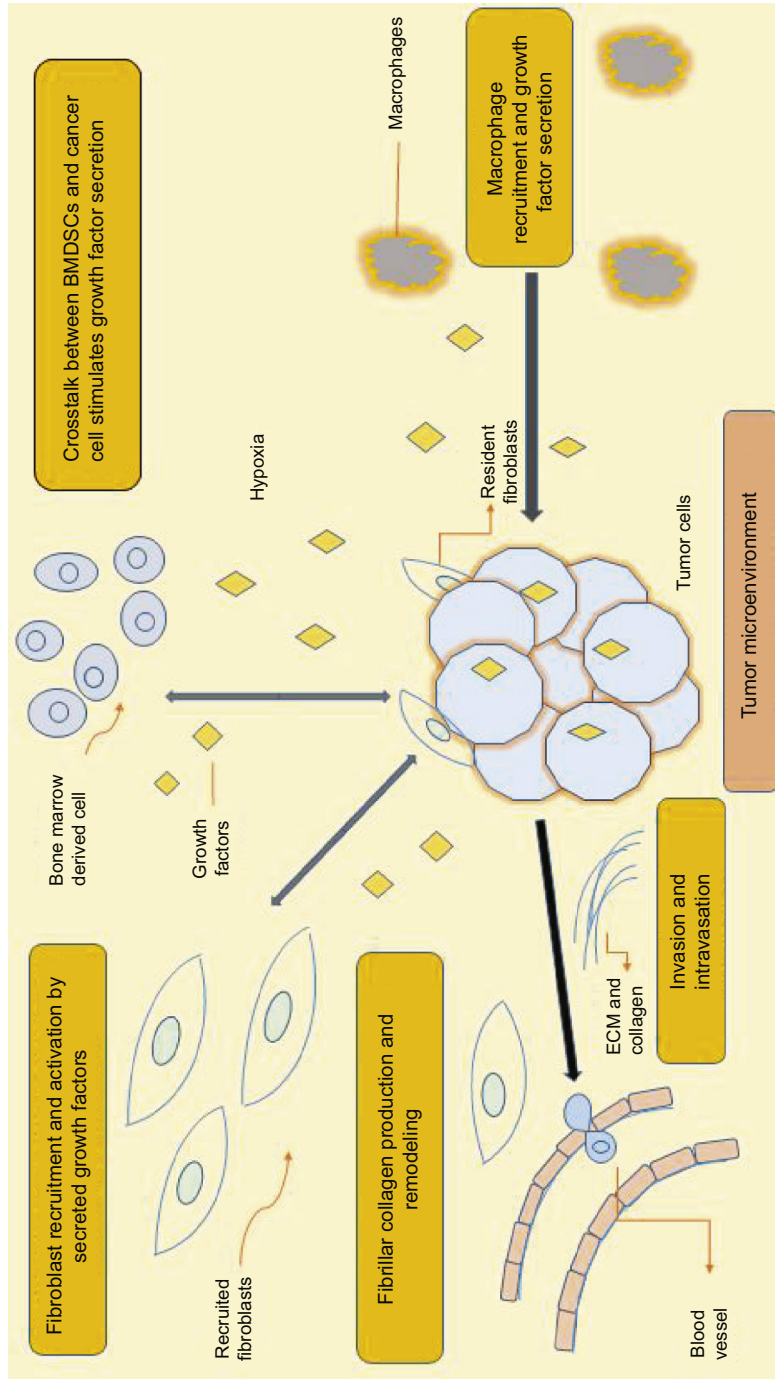 Fibroblast recruitment and activation by
secreted growth factors
Crosstalk between BMDSCs and cancer
cell stimulates growth factor secretion
Bone marrow
derived cell
Growth
factors
Hypoxia
Recruited
fibroblasts
Macrophages
Fibrillar collagen production and
remodeling
Resident
fibroblasts
Macrophage
recruitment and growth
factor secretion
ECM and
collagen
Tumor cells
Invasion and
intravasation
Blood
vessel
Tumor microenvironment